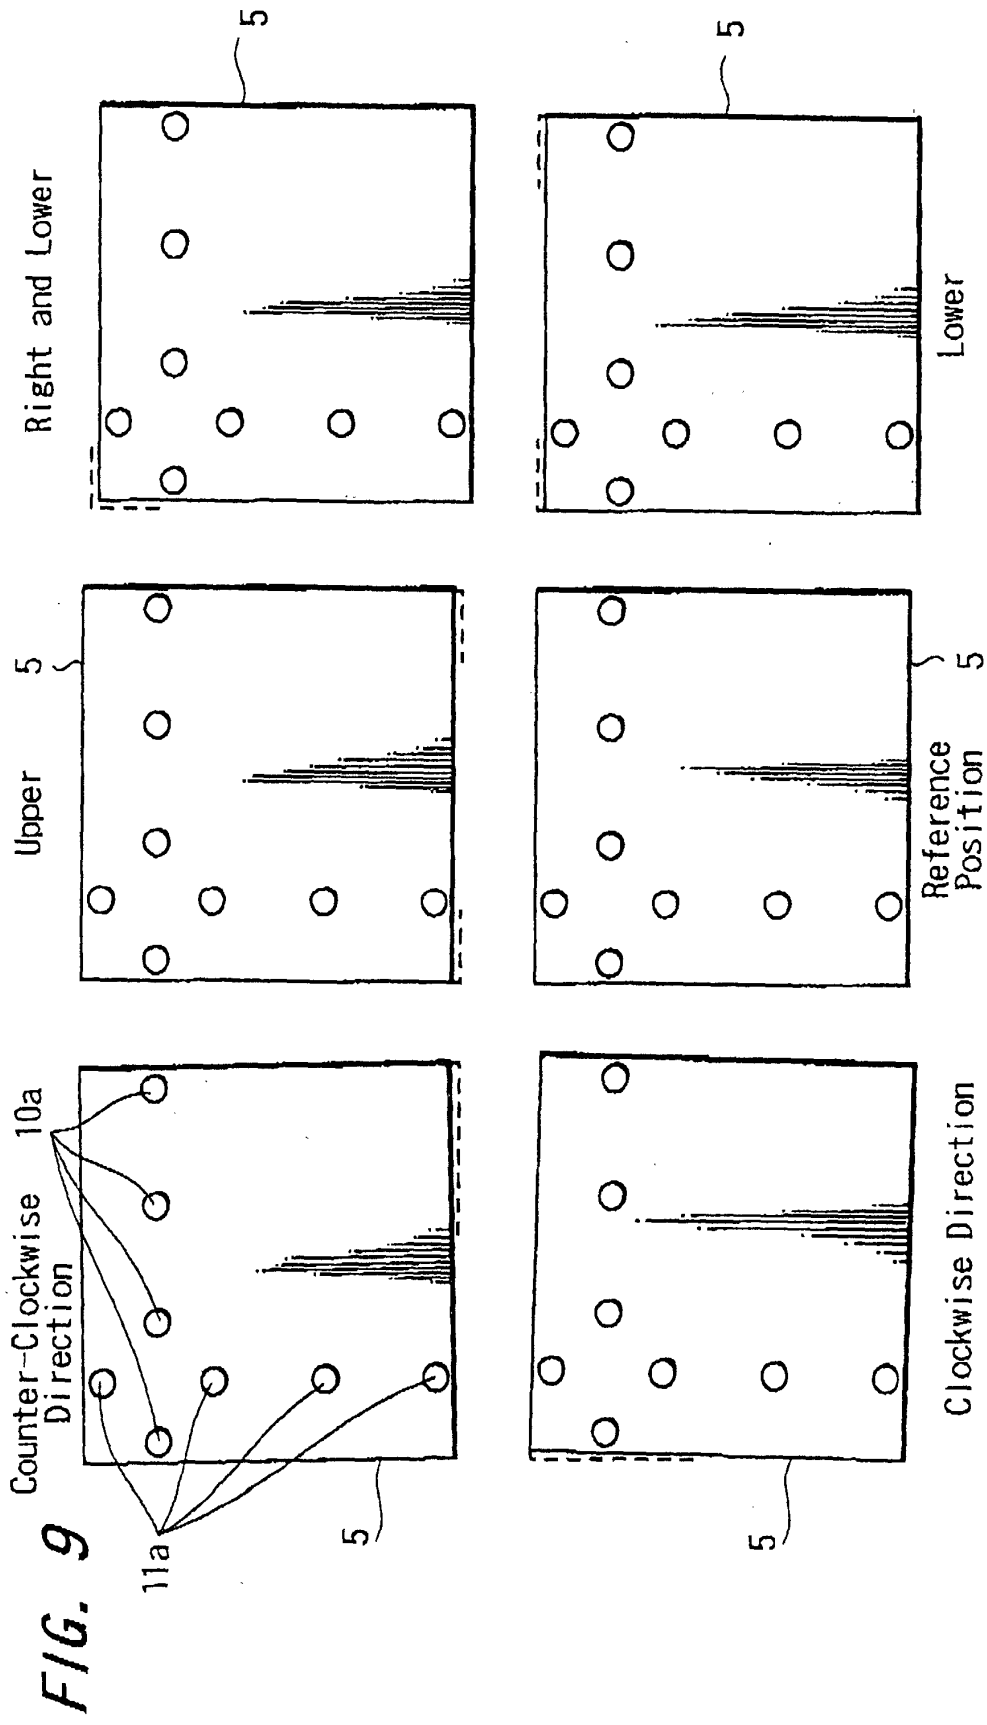 FIG. 9
Counter-Clockwise
Direction
10a
11a
5
Upper
5
Right and Lower
5
5
Clockwise Direction
Reference
Position
5
Lower
5